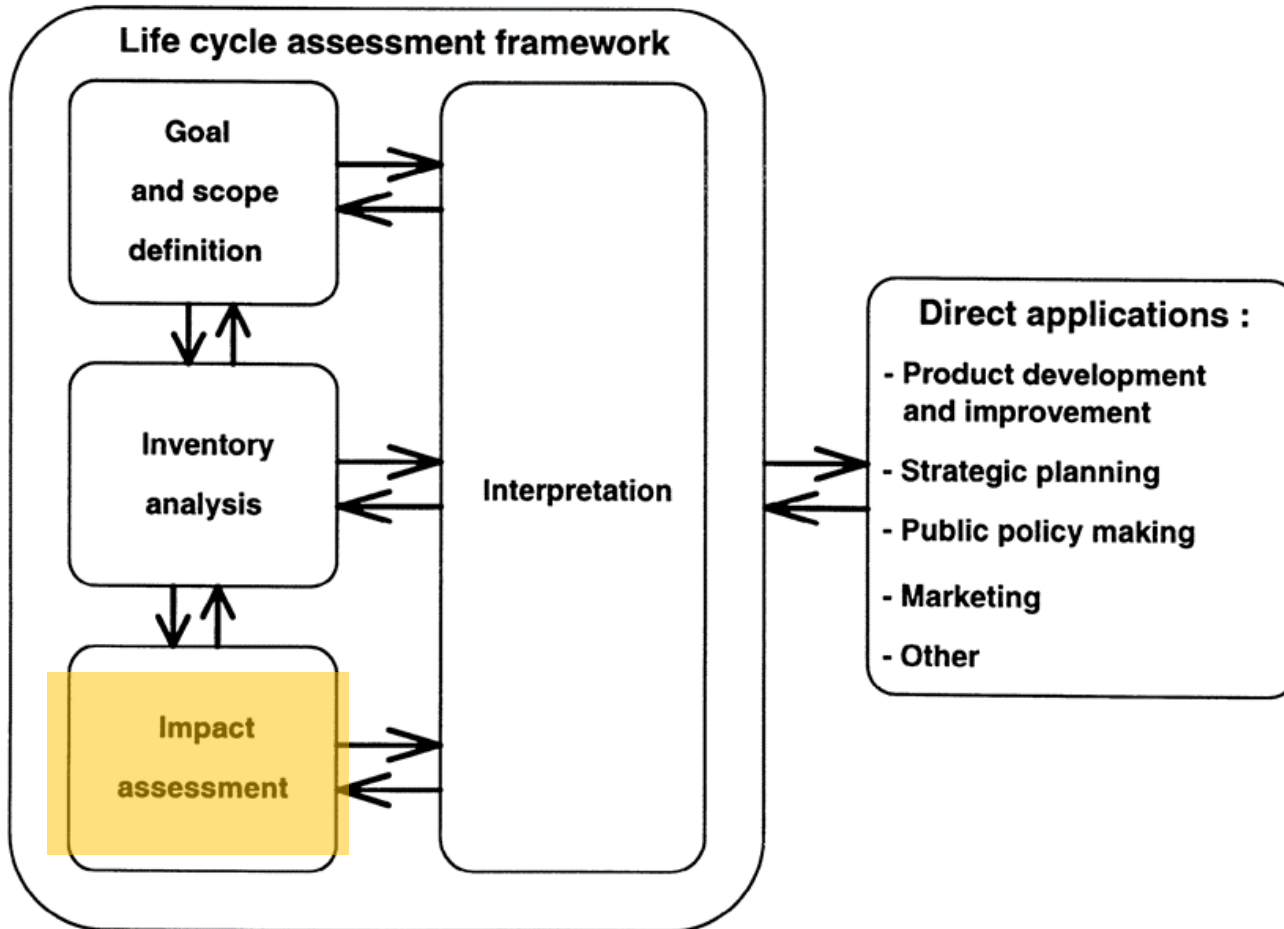 Life cycle assessment framework
Goal
and scope
definition
Inventory
analysis
Impact
assessment
Interpretation
Direct applications :
- Product development
and improvement
- Strategic planning
- Public policy making
- Marketing
- Other